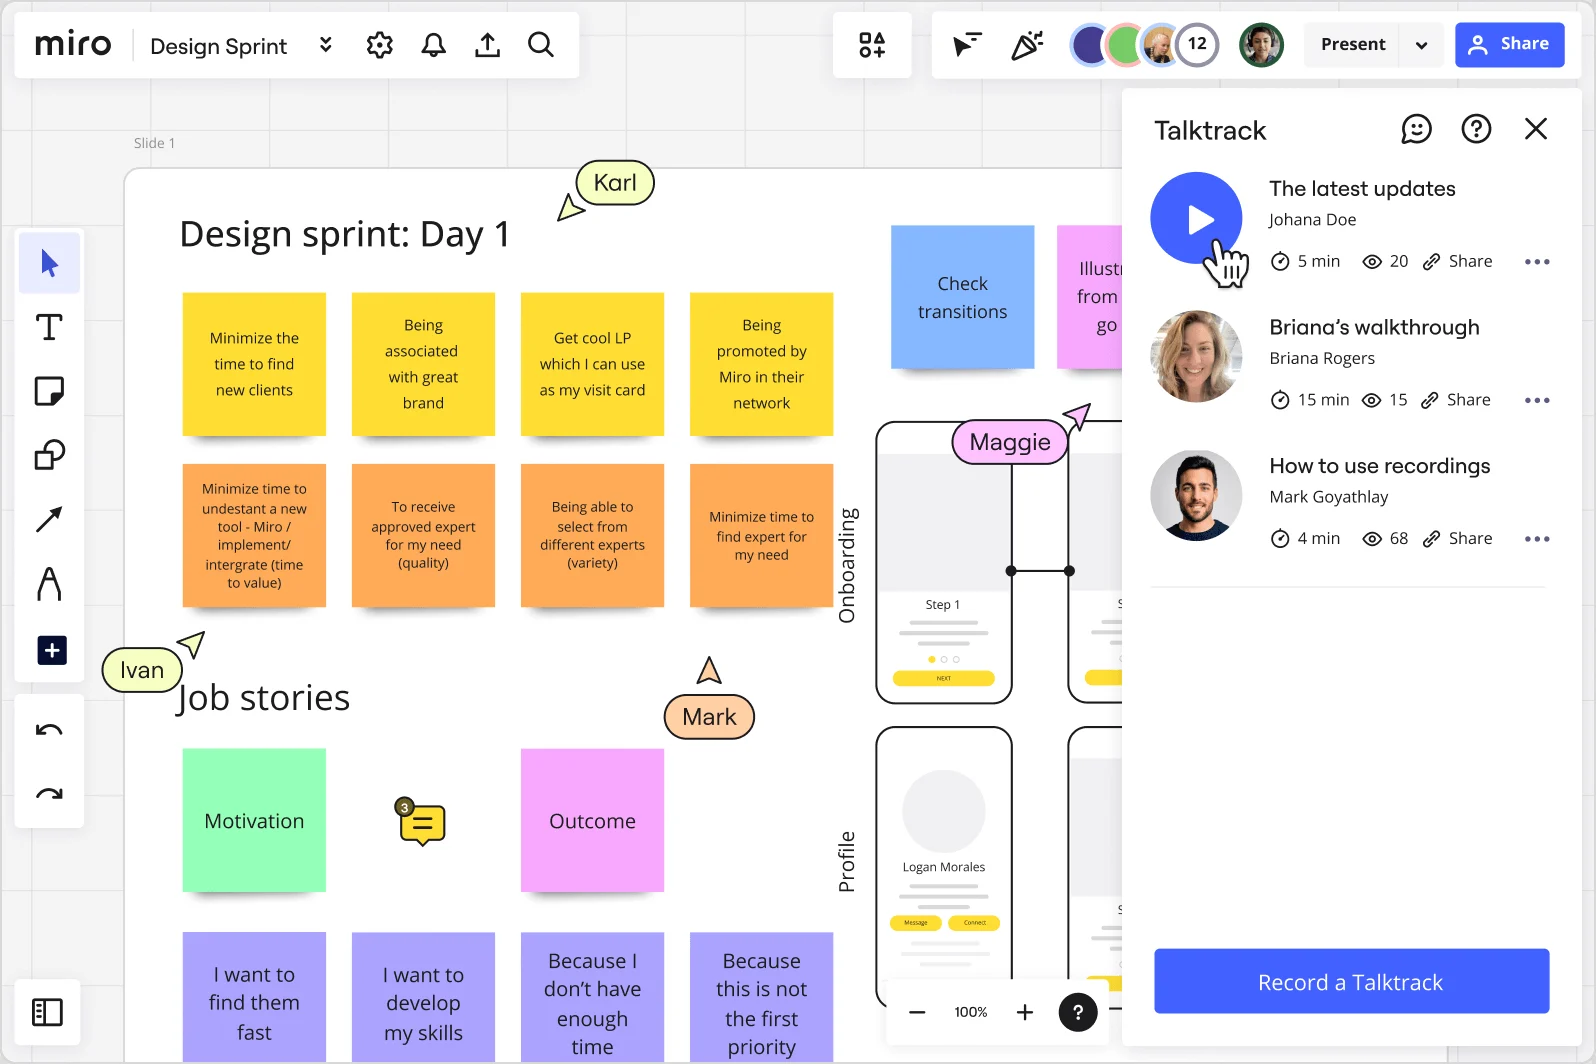 miro
Design Sprint
12
Present
Share
Slide 1
Karl
Design sprint: Day 1
Minimize the
time to find
new clients
Being
associated
with great
brand
Get cool LP
which I can use
as my visit card
Being
promoted by
Miro in their
network
Minimize time to
undestant a new
tool - Miro /
implement/
intergrate (time
to value)
To receive
approved expert
for my need
(quality)
Being able to
select from
different experts
(variety)
Minimize time to
find expert for
my need
Ivan
Mark
Job stories
Motivation
3
Outcome
I want to
find them
fast
I want to
develop
my skills
Because I
don't have
enough
time
Because
this is not
the first
priority
Check
transitions
Illustr
from
go
Maggie
Onboarding
Step 1
NEXT
S
Profile
Logan Morales
Message
Connect
S
100%
?
Talktrack
?
The latest updates
Johana Doe
5 min
20
Share
Briana’s walkthrough
Briana Rogers
15 min
15
Share
How to use recordings
Mark Goyathlay
4 min
68
Share
Record a Talktrack